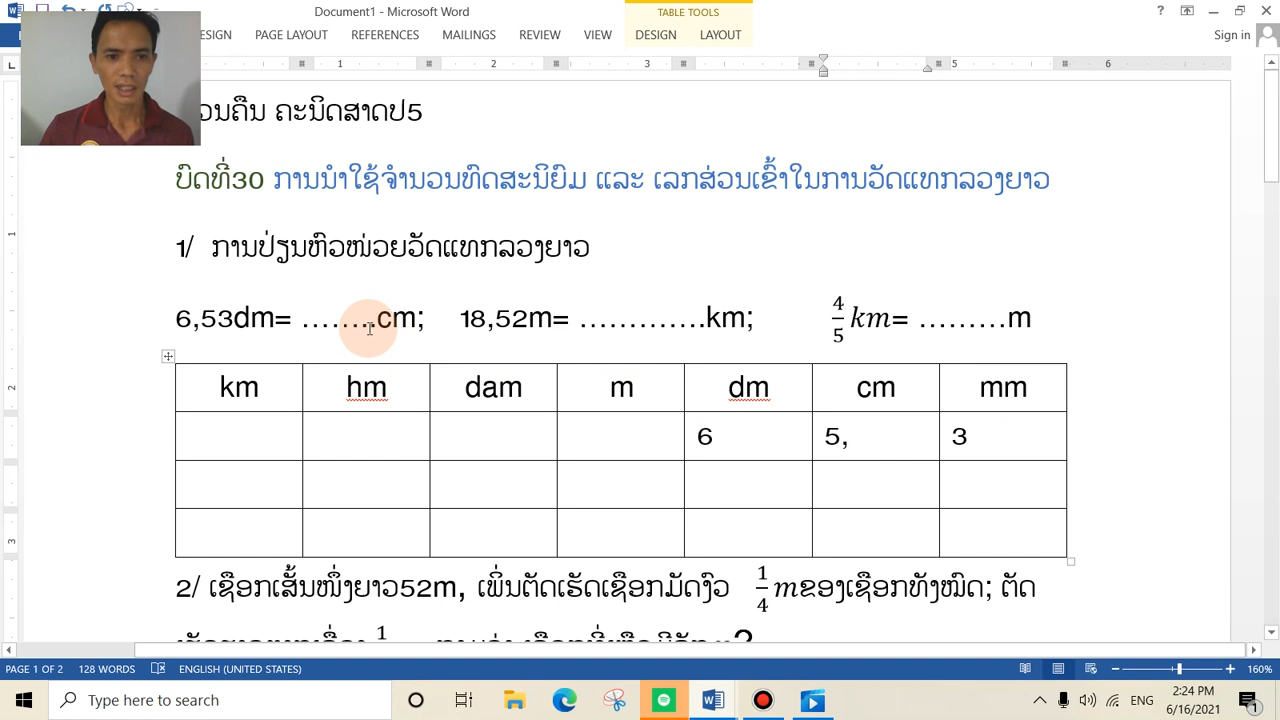 Document1 - Microsoft Word
TABLE TOOLS
PAGE LAYOUT REFERENCES MAILINGS REVIEW VIEW DESIGN LAYOUT Sign in
1 2 3 5 6
ຄືນ ຄະນິດສາດປ5
ບົດທີ່30 ການນຳໃຊ້ຈຳນວນທົດສະນິຍົມ ແລະ ເລກສ່ວນເຂົ້າໃນການວັດແທກລວງຍາວ
1/ ການປ່ຽນຫົວໜ່ວຍວັດແທກລວງຍາວ
6,53dm= ........cm; 18,52m= .............km; 4/5 km= .........m
km hm dam m dm cm mm
6 5, 3
2/ ເຊືອກເສັ້ນໜຶ່ງຍາວ52m, ເພິ່ນຕັດເຮັດເຊືອກມັດງົວ 1/4 mຂອງເຊືອກທັງໝົດ; ຕັດ
PAGE 1 OF 2 128 WORDS ENGLISH (UNITED STATES) 160%
Type here to search
2:24 PM
6/16/2021